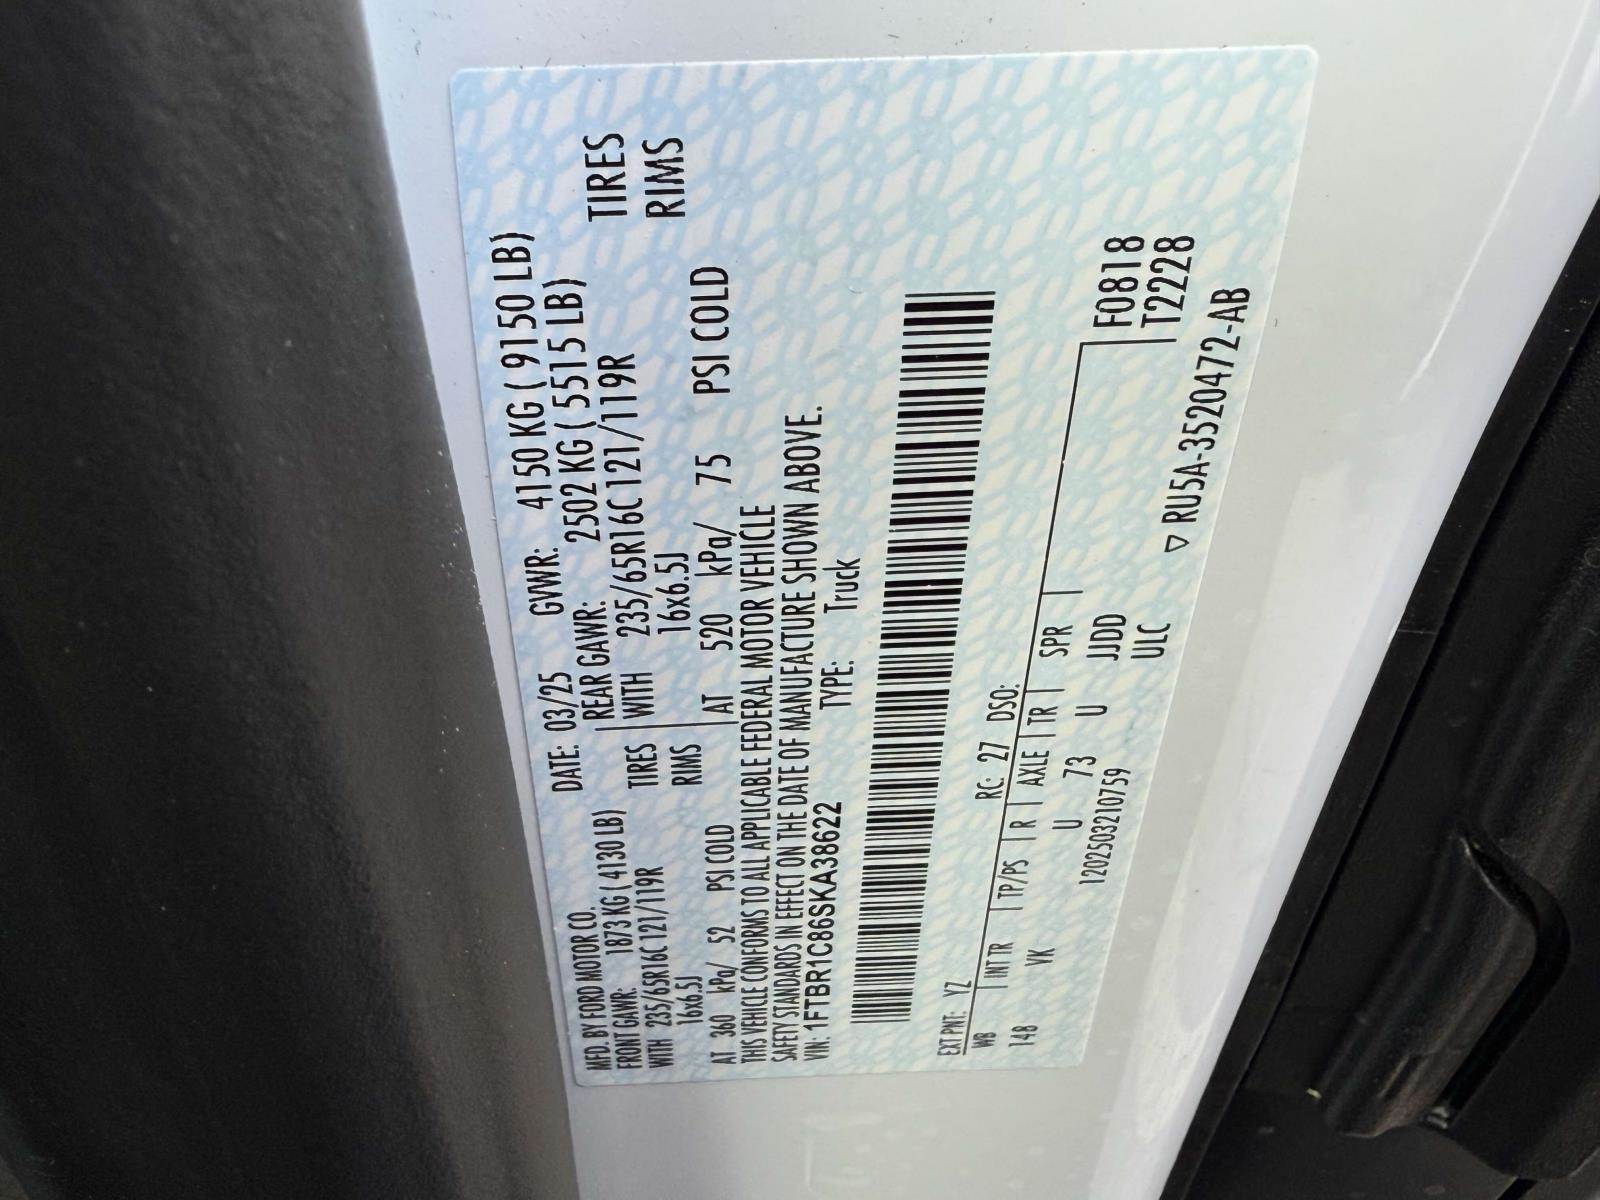 MFD. BY FORD MOTOR CO.
DATE: 03/25 GVWR: 4150 KG ( 9150 LB)
FRONT GAWR: 1873 KG ( 4130 LB) REAR GAWR: 2502 KG ( 5515 LB)
WITH 235/65R16C 121/119R TIRES WITH 235/65R16C 121/119R TIRES
16x6.5J RIMS 16x6.5J RIMS
AT 360 kPa/ 52 PSI COLD AT 520 kPa/ 75 PSI COLD
THIS VEHICLE CONFORMS TO ALL APPLICABLE FEDERAL MOTOR VEHICLE
SAFETY STANDARDS IN EFFECT ON THE DATE OF MANUFACTURE SHOWN ABOVE.
VIN: 1FTBR1C86SKA38622 TYPE: Truck
EXT PNT: YZ RC: 27 DSO:
WB INT TR TP/PS R AXLE TR SPR F0818
148 VK U 73 U JJDD T2228
1202503210759 ULC
▽ RU5A-3520472-AB